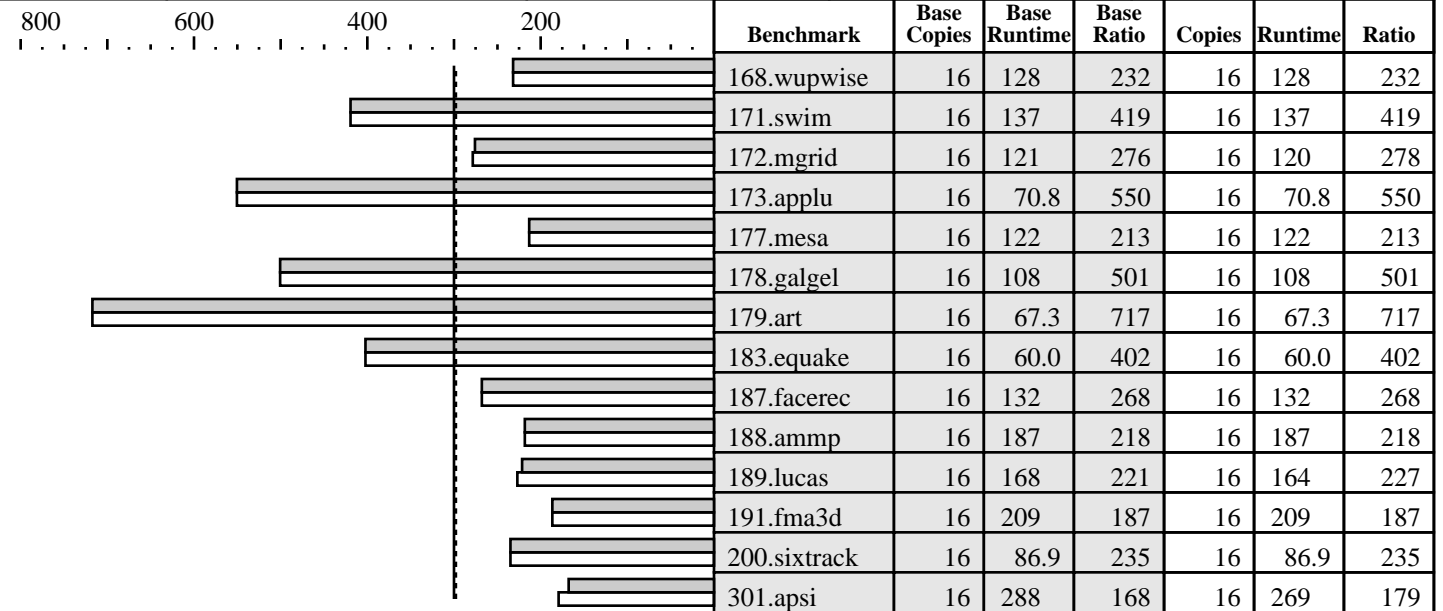 800 600 400 200 Benchmark Base Copies Base Runtime Base Ratio Copies Runtime Ratio
168.wupwise 16 128 232 16 128 232
171.swim 16 137 419 16 137 419
172.mgrid 16 121 276 16 120 278
173.applu 16 70.8 550 16 70.8 550
177.mesa 16 122 213 16 122 213
178.galgel 16 108 501 16 108 501
179.art 16 67.3 717 16 67.3 717
183.equake 16 60.0 402 16 60.0 402
187.facerec 16 132 268 16 132 268
188.ammp 16 187 218 16 187 218
189.lucas 16 168 221 16 164 227
191.fma3d 16 209 187 16 209 187
200.sixtrack 16 86.9 235 16 86.9 235
301.apsi 16 288 168 16 269 179